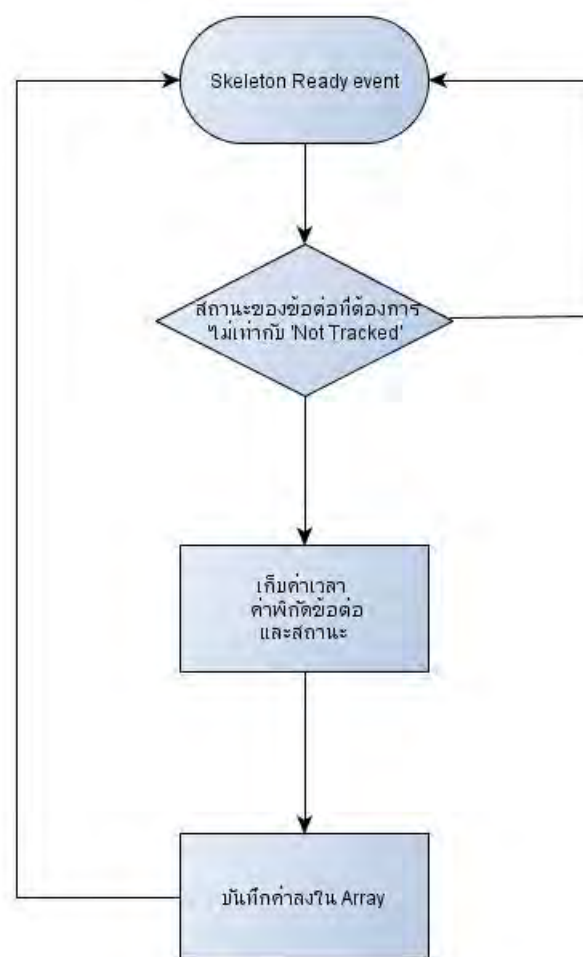 Skeleton Ready event
สถานะของข้อต่อที่ต้องการ
ไม่เท่ากับ 'Not Tracked'
เก็บค่าเวลา
ค่าพิกัดข้อต่อ
และสถานะ
บันทึกค่าลงใน Array